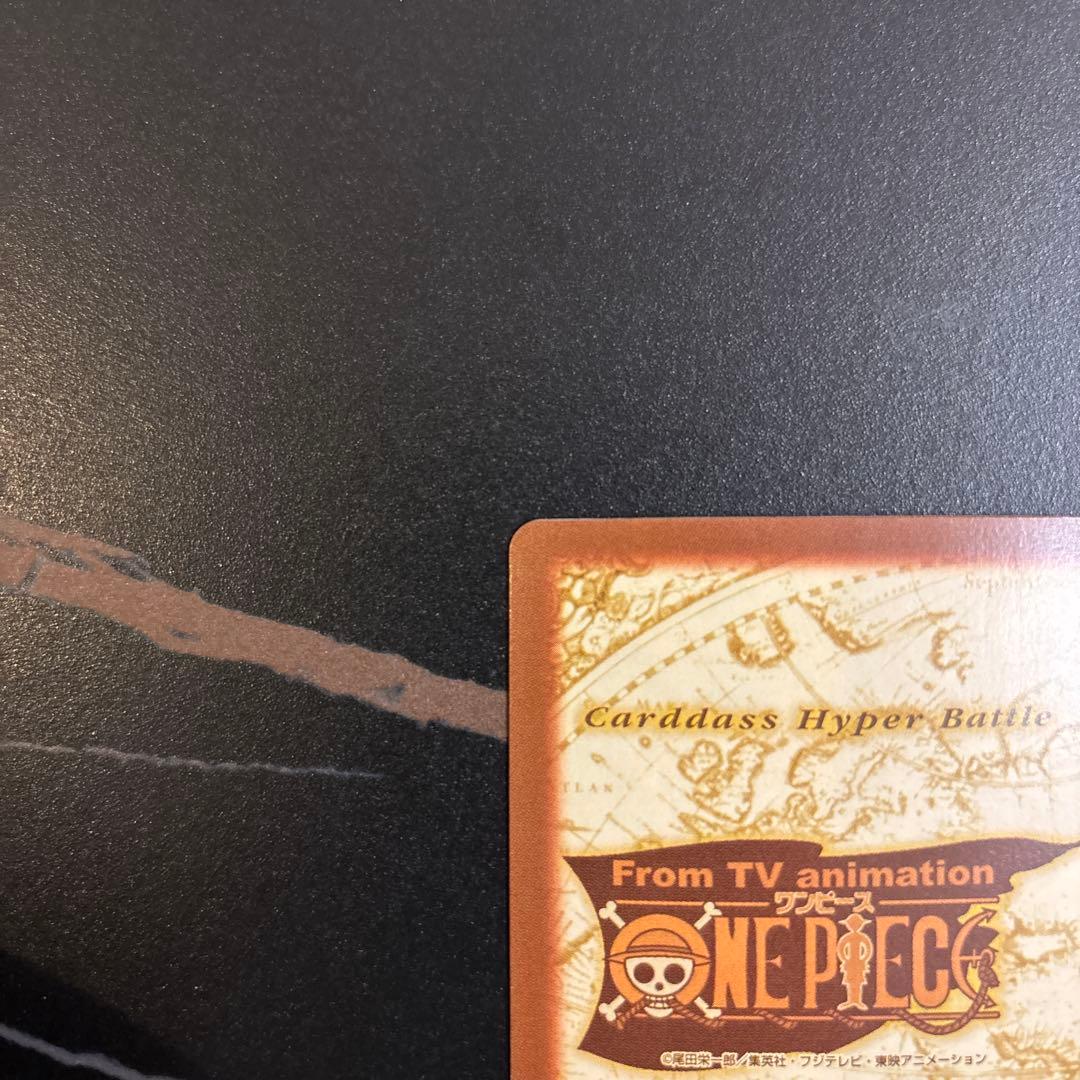 Carddass Hyper Battle
TLAN
From TV animation
ワンピース
ONE PIECE
©尾田栄一郎／集英社・フジテレビ・東映アニメーション